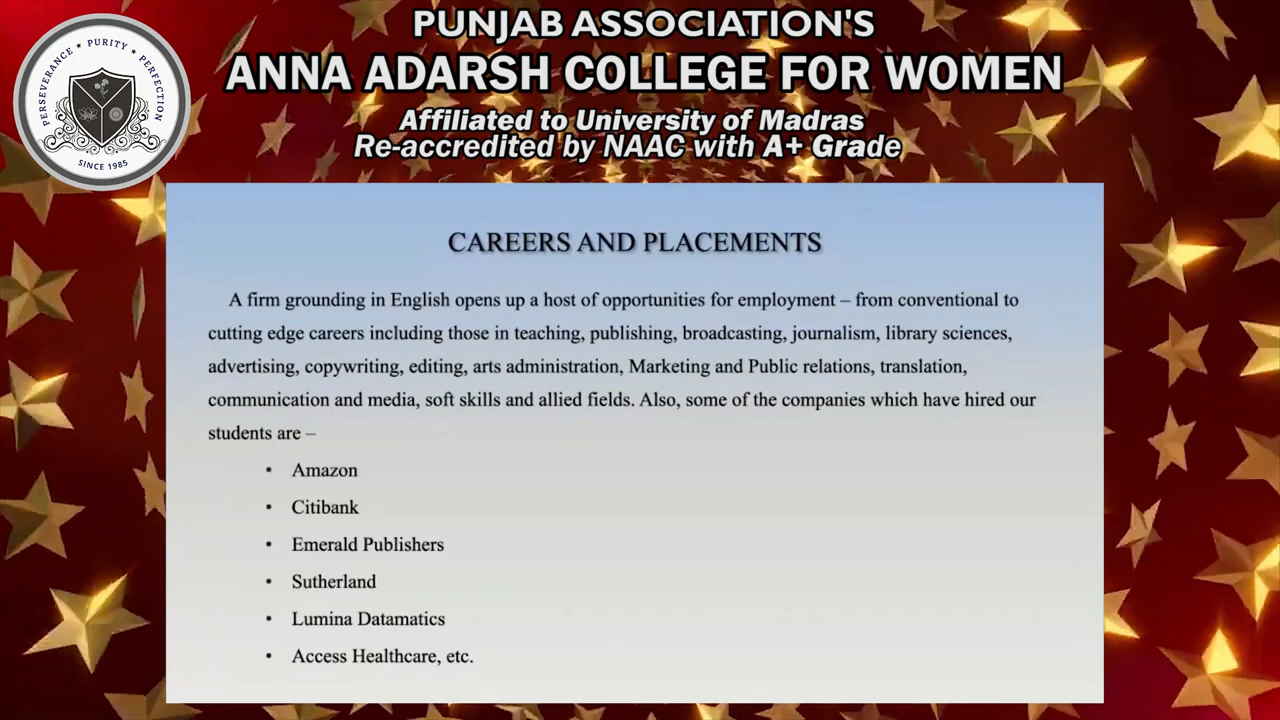 PUNJAB ASSOCIATION'S
ANNA ADARSH COLLEGE FOR WOMEN
Affiliated to University of Madras
Re-accredited by NAAC with A+ Grade
PERSEVERANCE ★ PURITY ★ PERFECTION
SINCE 1985
CAREERS AND PLACEMENTS
A firm grounding in English opens up a host of opportunities for employment – from conventional to
cutting edge careers including those in teaching, publishing, broadcasting, journalism, library sciences,
advertising, copywriting, editing, arts administration, Marketing and Public relations, translation,
communication and media, soft skills and allied fields. Also, some of the companies which have hired our
students are –
• Amazon
• Citibank
• Emerald Publishers
• Sutherland
• Lumina Datamatics
• Access Healthcare, etc.